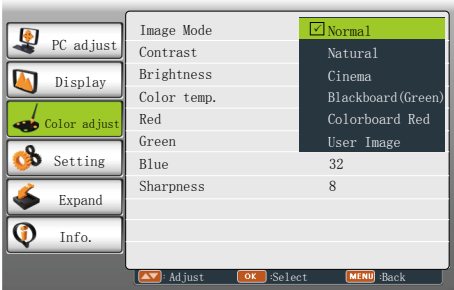 PC adjust
Display
Color adjust
Setting
Expand
Info.
Image Mode
Contrast
Brightness
Color temp.
Red
Green
Blue 32
Sharpness 8
Normal
Natural
Cinema
Blackboard(Green)
Colorboard Red
User Image
: Adjust OK :Select MENU :Back